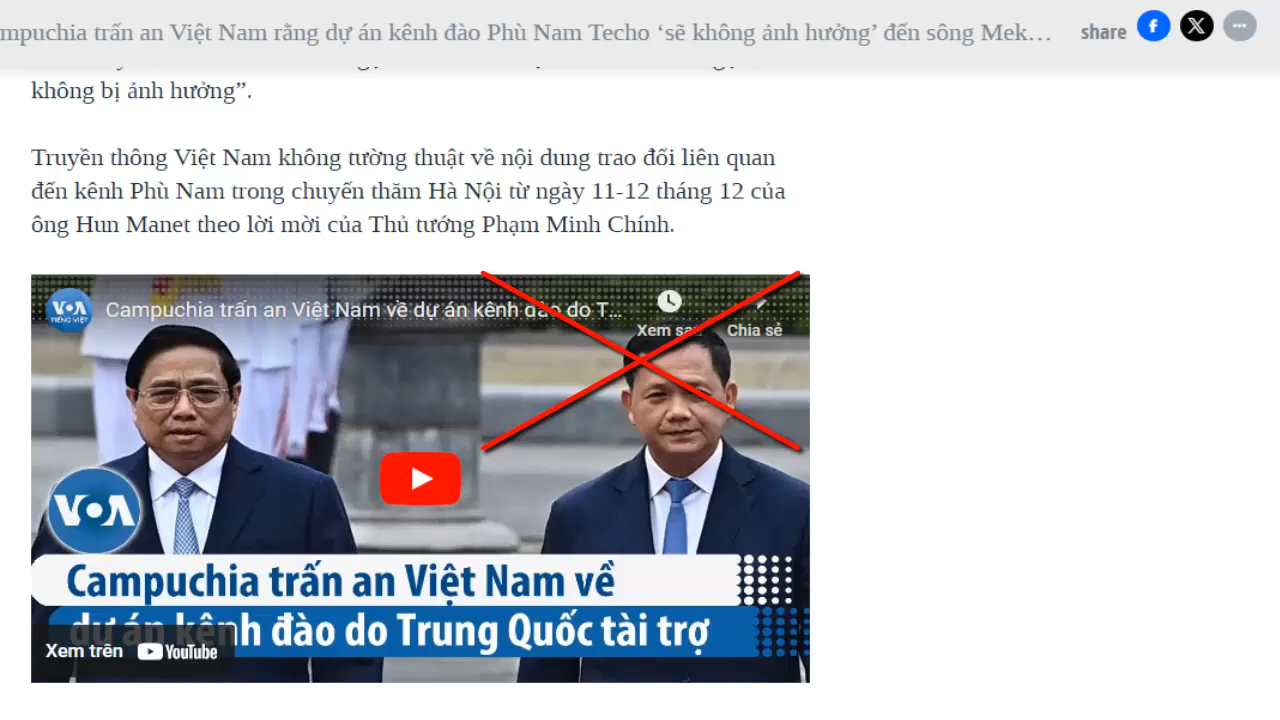 mpuchia trấn an Việt Nam rằng dự án kênh đào Phù Nam Techo ‘sẽ không ảnh hưởng’ đến sông Mek…
share
không bị ảnh hưởng”.
Truyền thông Việt Nam không tường thuật về nội dung trao đổi liên quan
đến kênh Phù Nam trong chuyến thăm Hà Nội từ ngày 11-12 tháng 12 của
ông Hun Manet theo lời mời của Thủ tướng Phạm Minh Chính.
VOA
TIẾNG VIỆT
Campuchia trấn an Việt Nam về dự án kênh đào do T...
Xem sau
Chia sẻ
VOA
Campuchia trấn an Việt Nam về
dự án kênh đào do Trung Quốc tài trợ
Xem trên YouTube